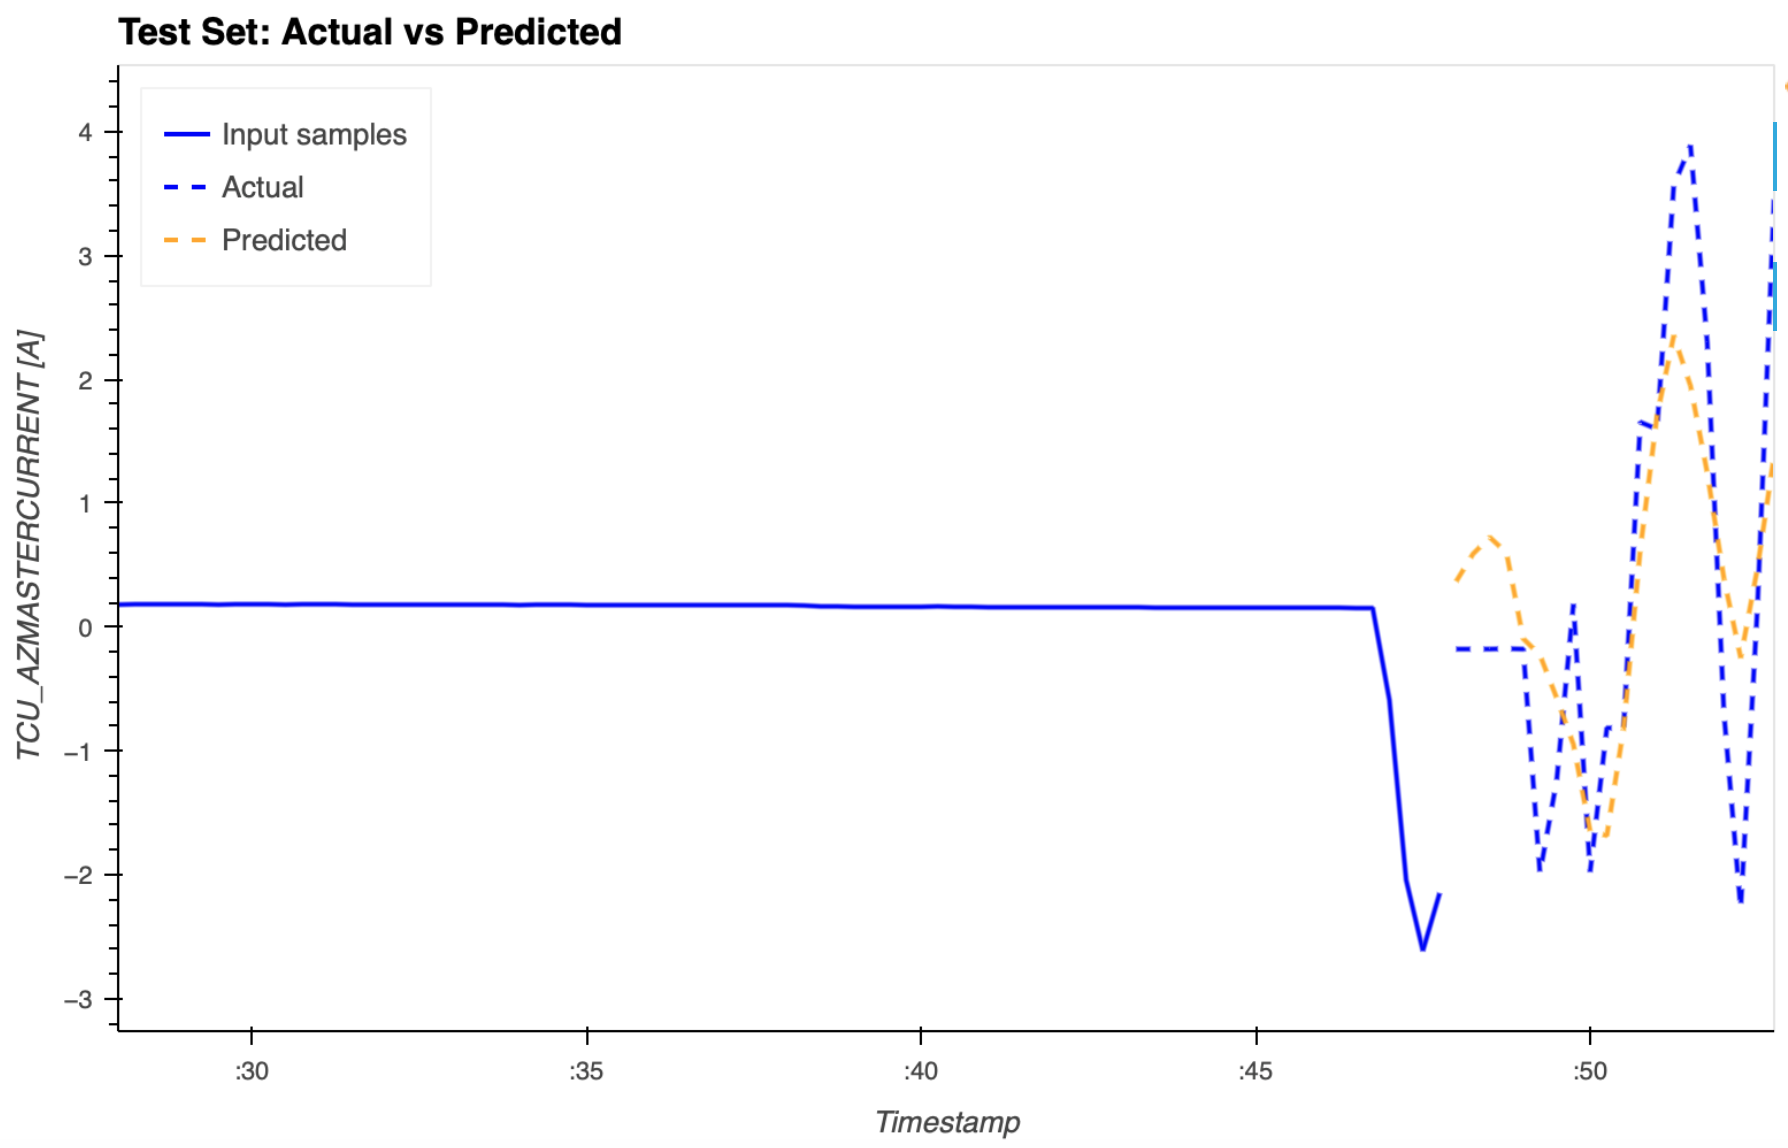 Test Set: Actual vs Predicted
Input samples
Actual
Predicted
4
3
2
1
0
−1
−2
−3
TCU_AZMASTERCURRENT [A]
:30
:35
:40
:45
:50
Timestamp